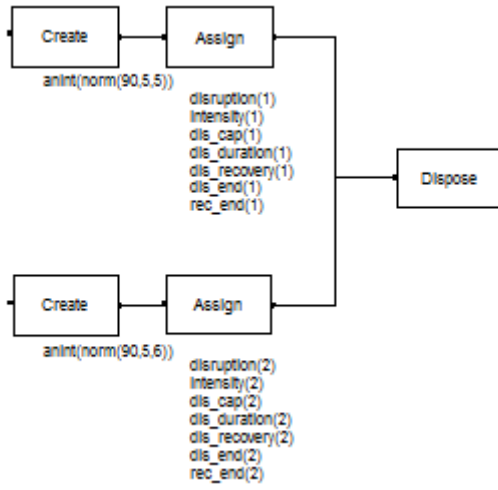 Create
Assign
anint(norm(90,5,5))
disruption(1)
intensity(1)
dis_cap(1)
dis_duration(1)
dis_recovery(1)
dis_end(1)
rec_end(1)
Dispose
Create
Assign
anint(norm(90,5,6))
disruption(2)
intensity(2)
dis_cap(2)
dis_duration(2)
dis_recovery(2)
dis_end(2)
rec_end(2)